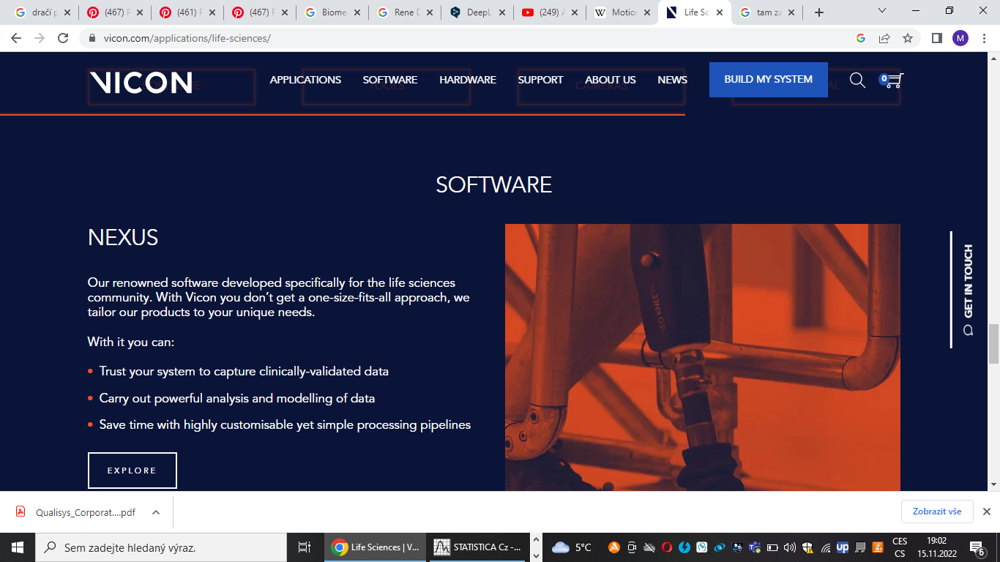 dračí p
(467) P
(461) P
(467) P
Biome
Rene D
DeepL
(249) A
Motion
Life Sc
tam za
vicon.com/applications/life-sciences/
M
VICON
APPLICATIONS
SOFTWARE
HARDWARE
SUPPORT
ABOUT US
NEWS
BUILD MY SYSTEM
0
TOOLS
CAMERAS
SOFTWARE
NEXUS
Our renowned software developed specifically for the life sciences
community. With Vicon you don’t get a one-size-fits-all approach, we
tailor our products to your unique needs.
With it you can:
Trust your system to capture clinically-validated data
Carry out powerful analysis and modelling of data
Save time with highly customisable yet simple processing pipelines
EXPLORE
GET IN TOUCH
Qualisys_Corporat....pdf
Zobrazit vše
Sem zadejte hledaný výraz.
Life Sciences | V...
STATISTICA Cz -...
5°C
up
CES
CS
19:02
15.11.2022
6